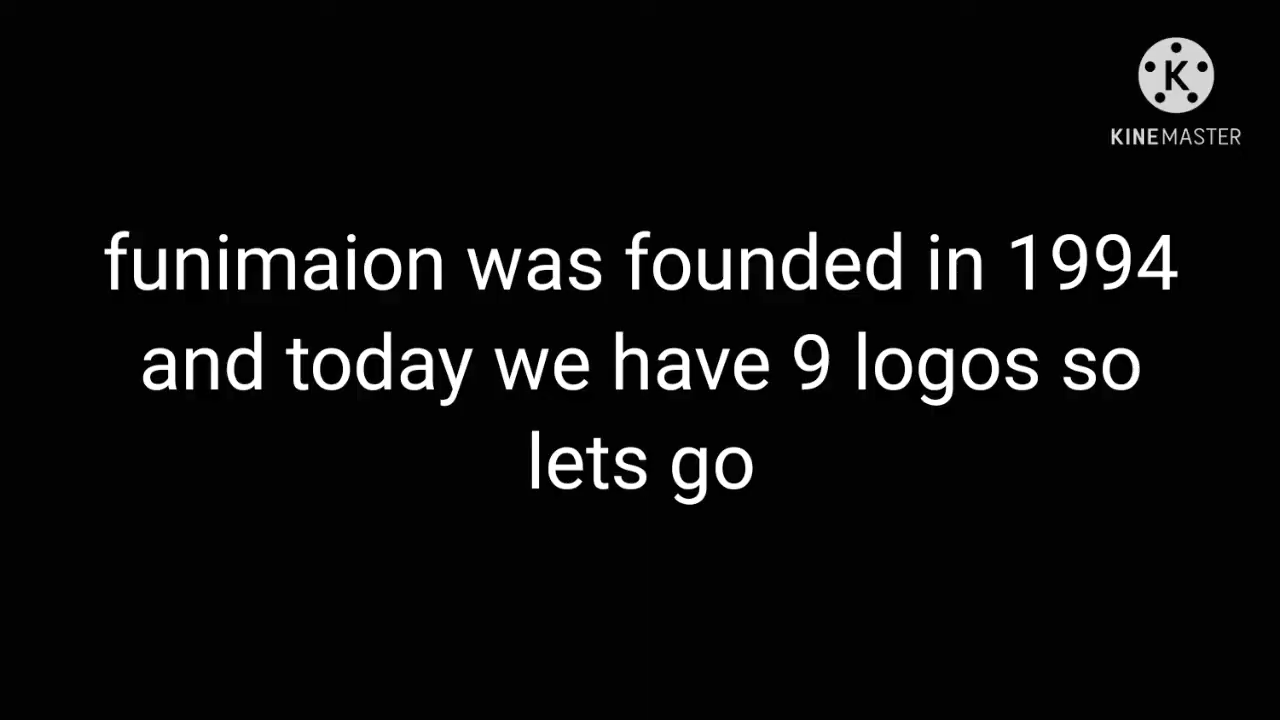 K
KINEMASTER
funimaion was founded in 1994
and today we have 9 logos so
lets go